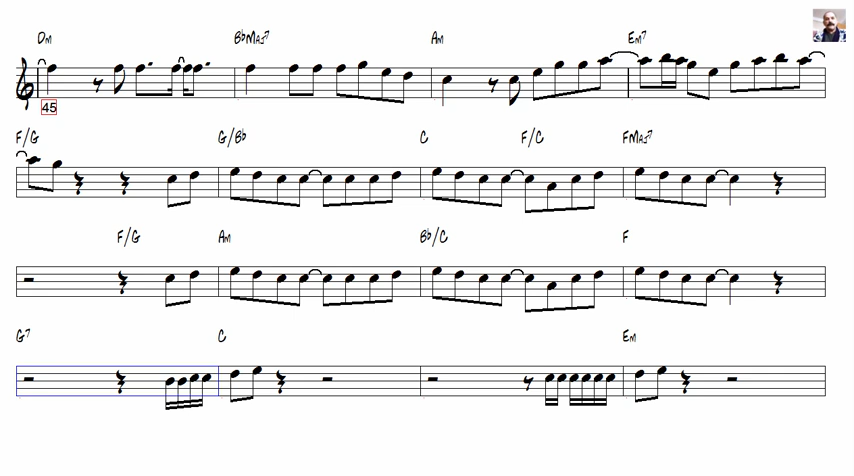 Dm B♭Maj7 Am Em7
45
F/G G/B♭ C F/C FMaj7
F/G Am B♭/C F
G7 C Em